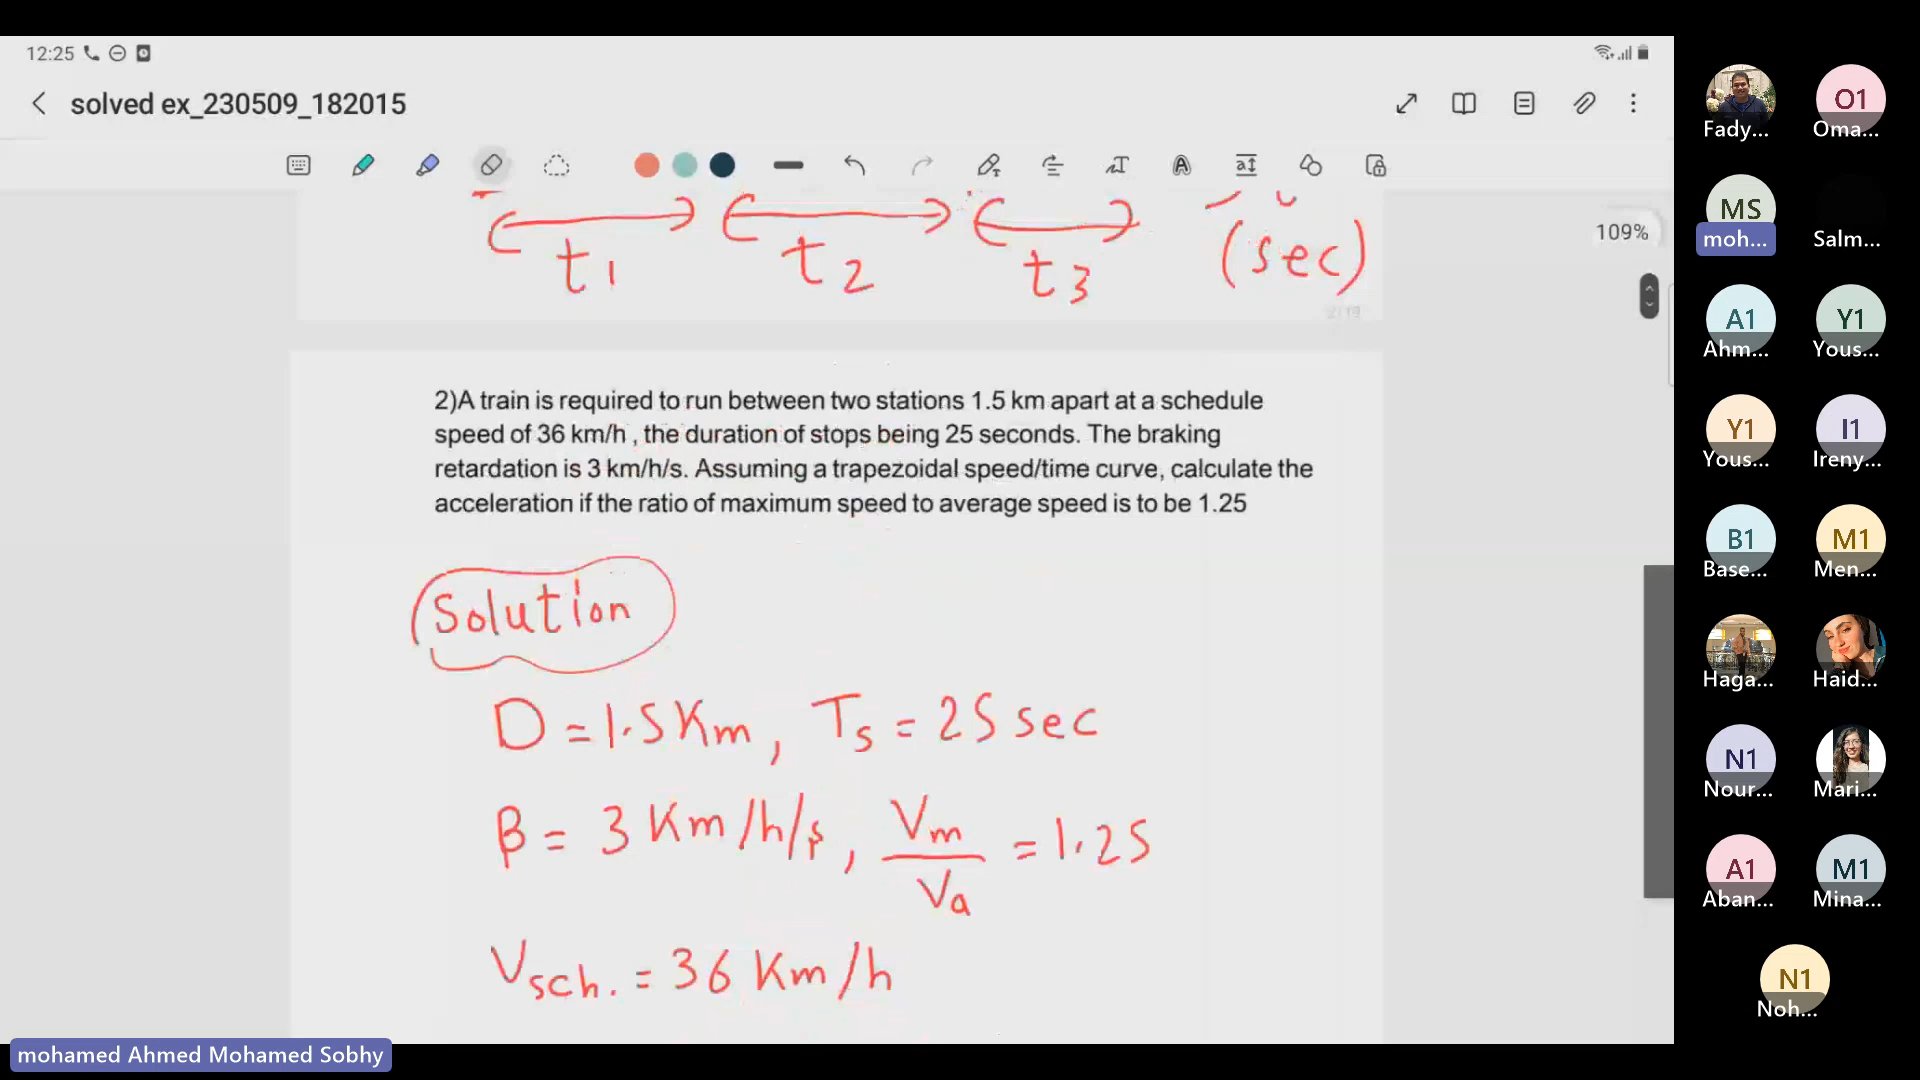 12:25
solved ex_230509_182015
109%
t1 t2 t3 (sec)
2/19
2)A train is required to run between two stations 1.5 km apart at a schedule
speed of 36 km/h , the duration of stops being 25 seconds. The braking
retardation is 3 km/h/s. Assuming a trapezoidal speed/time curve, calculate the
acceleration if the ratio of maximum speed to average speed is to be 1.25
Solution
D = 1.5 Km, Ts = 25 sec
β = 3 Km/h/s, Vm/Va = 1.25
Vsch. = 36 Km/h
mohamed Ahmed Mohamed Sobhy
Fady...
O1
Oma...
MS
moh...
Salm...
A1
Ahm...
Y1
Yous...
Y1
Yous...
I1
Ireny...
B1
Base...
M1
Men...
Haga...
Haid...
N1
Nour...
Mari...
A1
Aban...
M1
Mina...
N1
Noh...